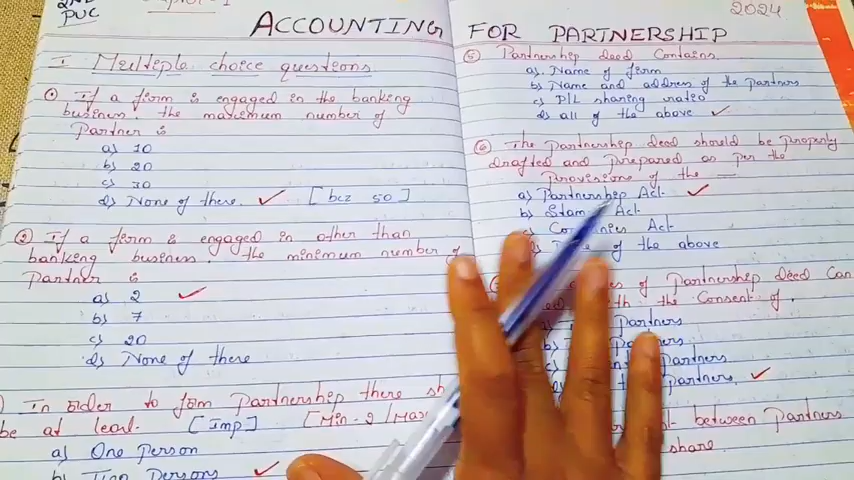 2ND
PUC
2024
ACCOUNTING FOR PARTNERSHIP
I Multiple choice questions
① If a firm is engaged in the banking
business. the maximum number of
Partner is
a) 10
b) 20
c) 30
d) None of there. ✓ [bcz 50]
② If a firm is engaged in other than
banking business. the minimum number of
Partner is
a) 2 ✓
b) 7
c) 20
d) None of there
In order to form Partnership there
be at least. [Imp] [Min-2/Max
a) One Person
b) Two Persons ✓
⑤ Partnership deed Contains.
a) Name of firm
b) Name and address of the Partners
c) P/L sharing ratio
d) all of the above ✓
⑥ The Partnership deed should be properly
drafted and prepared as per the
provisions of the —
a) Partnership Act ✓
b) Stam Act
c) Companies Act
of the above
of Partnership Deed Can
the Consent of.
a) Partners
b) Partners
Partners
Partners. ✓
between Partners
share